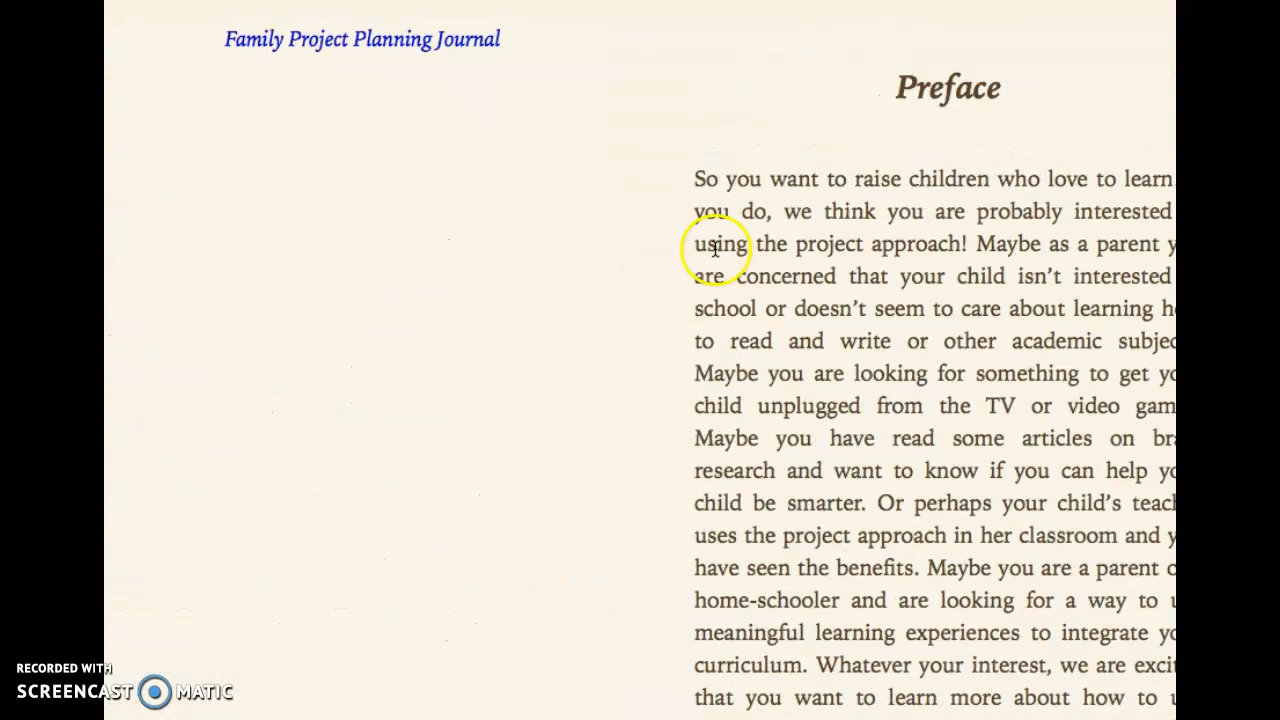 Family Project Planning Journal
Preface
So you want to raise children who love to learn.
you do, we think you are probably interested
using the project approach! Maybe as a parent
are concerned that your child isn't interested
school or doesn't seem to care about learning
to read and write or other academic
Maybe you are looking for something to get
child unplugged from the TV or video
Maybe you have read some articles on
research and want to know if you can help
child be smarter. Or perhaps your child's
uses the project approach in her classroom and
have seen the benefits. Maybe you are a parent
home-schooler and are looking for a way to
meaningful learning experiences to integrate
curriculum. Whatever your interest, we are
that you want to learn more about how to
RECORDED WITH
SCREENCAST MATIC